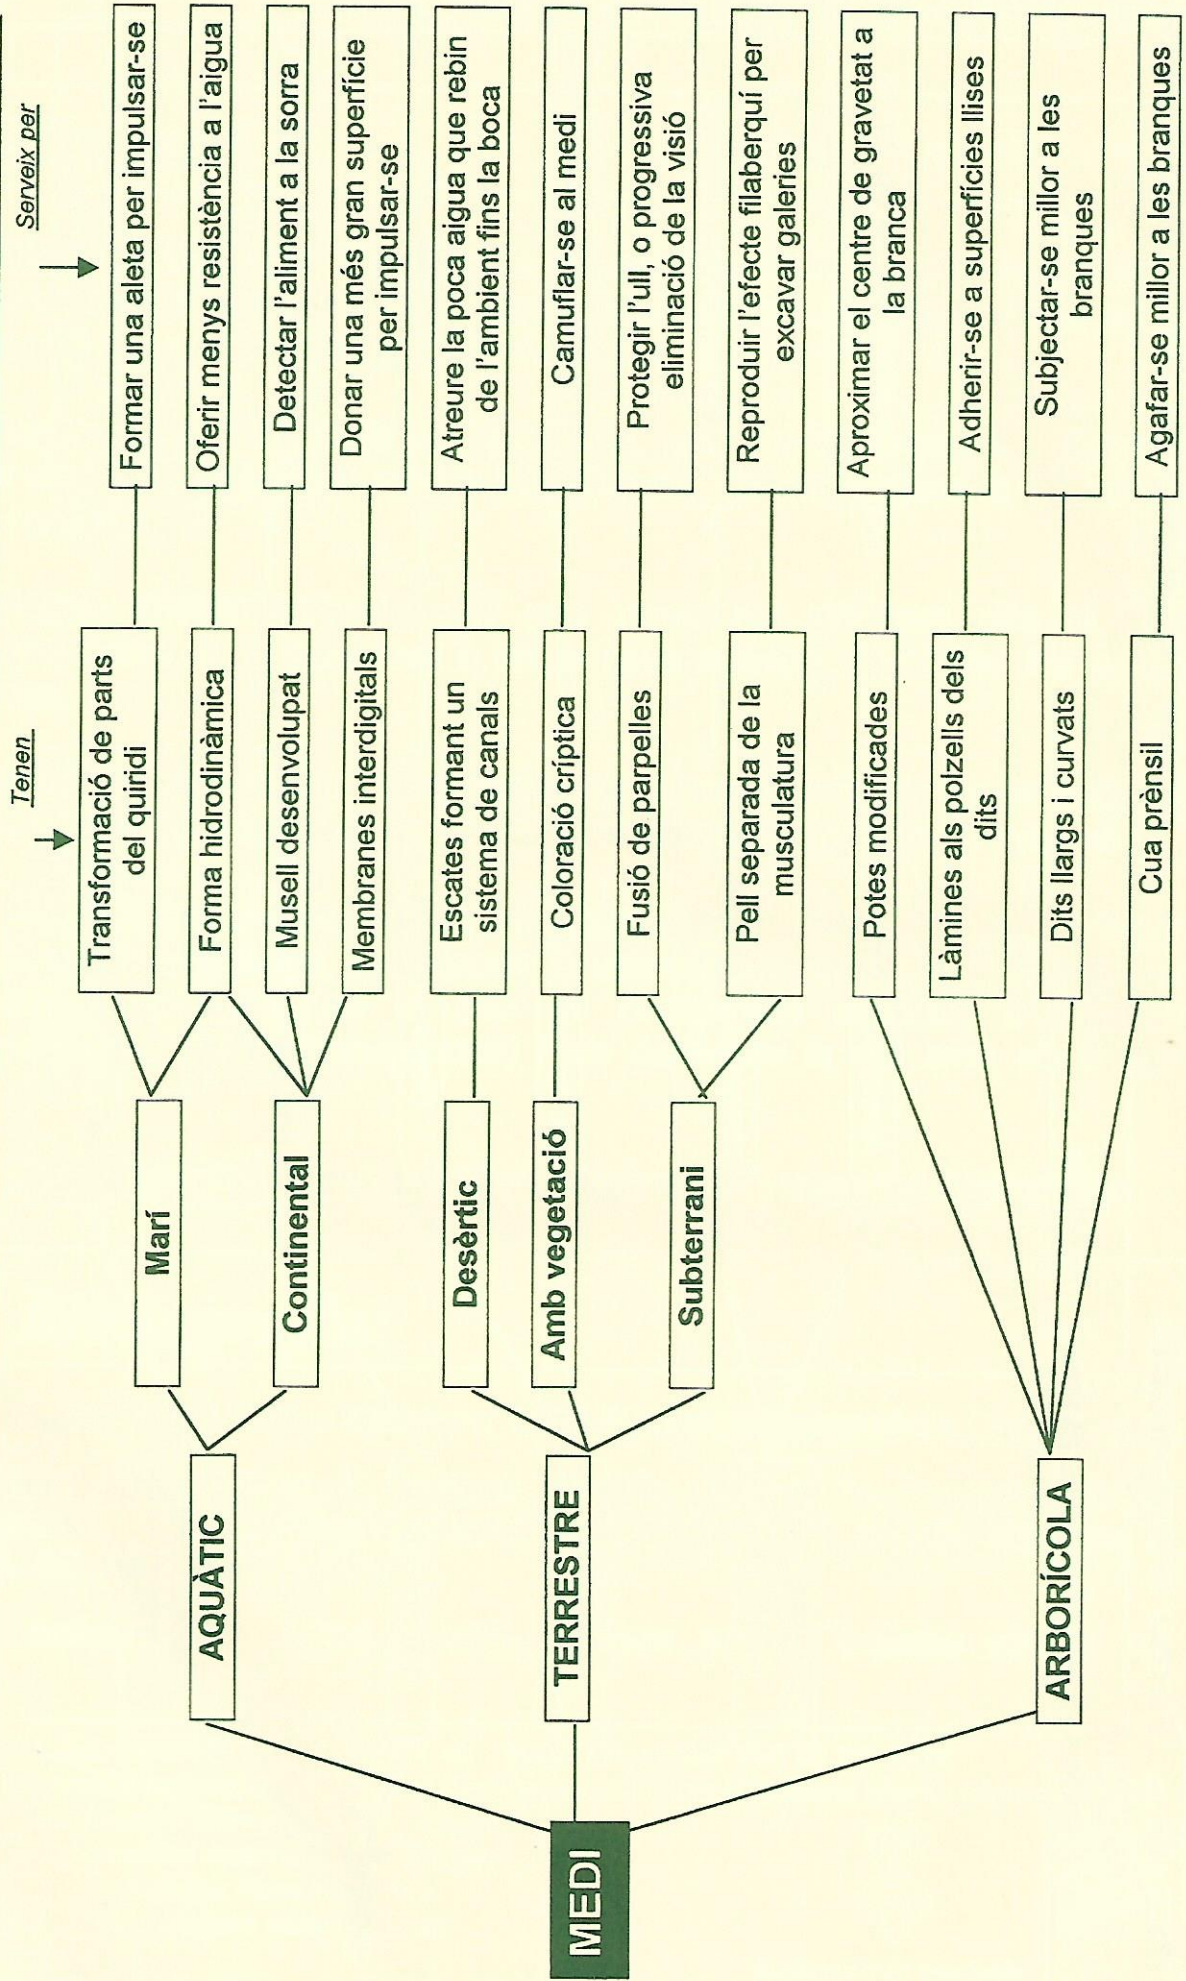 Tenen
Serveix per
MEDI
AQUÀTIC
Marí
Transformació de parts
del quiridi
Formar una aleta per impulsar-se
Forma hidrodinàmica
Oferir menys resistència a l'aigua
Continental
Musell desenvolupat
Detectar l'aliment a la sorra
Membranes interdigitals
Donar una més gran superfície
per impulsar-se
TERRESTRE
Desèrtic
Escates formant un
sistema de canals
Atreure la poca aigua que rebin
de l'ambient fins la boca
Amb vegetació
Coloració críptica
Camuflar-se al medi
Subterrani
Fusió de parpelles
Protegir l'ull, o progressiva
eliminació de la visió
Pell separada de la
musculatura
Reproduir l'efecte filaberquí per
excavar galeries
ARBORÍCOLA
Potes modificades
Aproximar el centre de gravetat a
la branca
Làmines als polzells dels
dits
Adherir-se a superfícies llises
Dits llargs i curvats
Subjectar-se millor a les
branques
Cua prènsil
Agafar-se millor a les branques